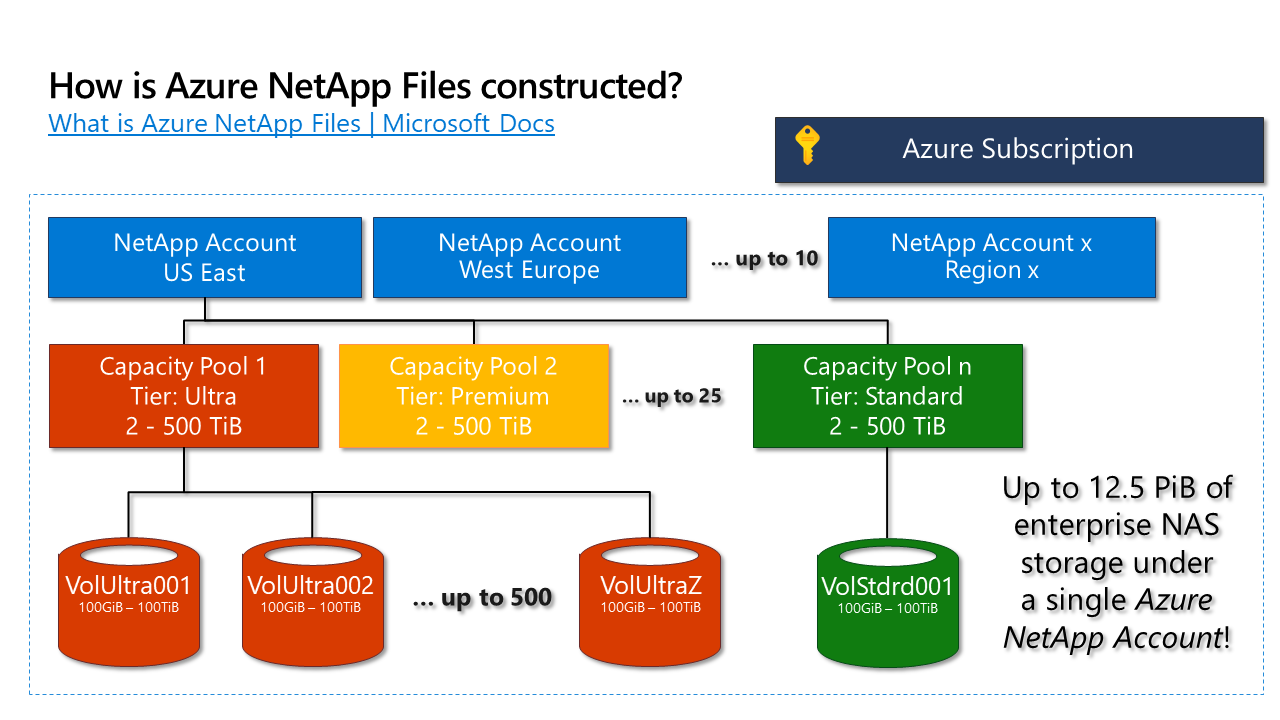 How is Azure NetApp Files constructed?
What is Azure NetApp Files | Microsoft Docs
Azure Subscription
NetApp Account
US East
NetApp Account
West Europe
... up to 10
NetApp Account x
Region x
Capacity Pool 1
Tier: Ultra
2 - 500 TiB
Capacity Pool 2
Tier: Premium
2 - 500 TiB
... up to 25
Capacity Pool n
Tier: Standard
2 - 500 TiB
VolUltra001
100GiB – 100TiB
VolUltra002
100GiB – 100TiB
... up to 500
VolUltraZ
100GiB – 100TiB
VolStdrd001
100GiB – 100TiB
Up to 12.5 PiB of
enterprise NAS
storage under
a single Azure
NetApp Account!